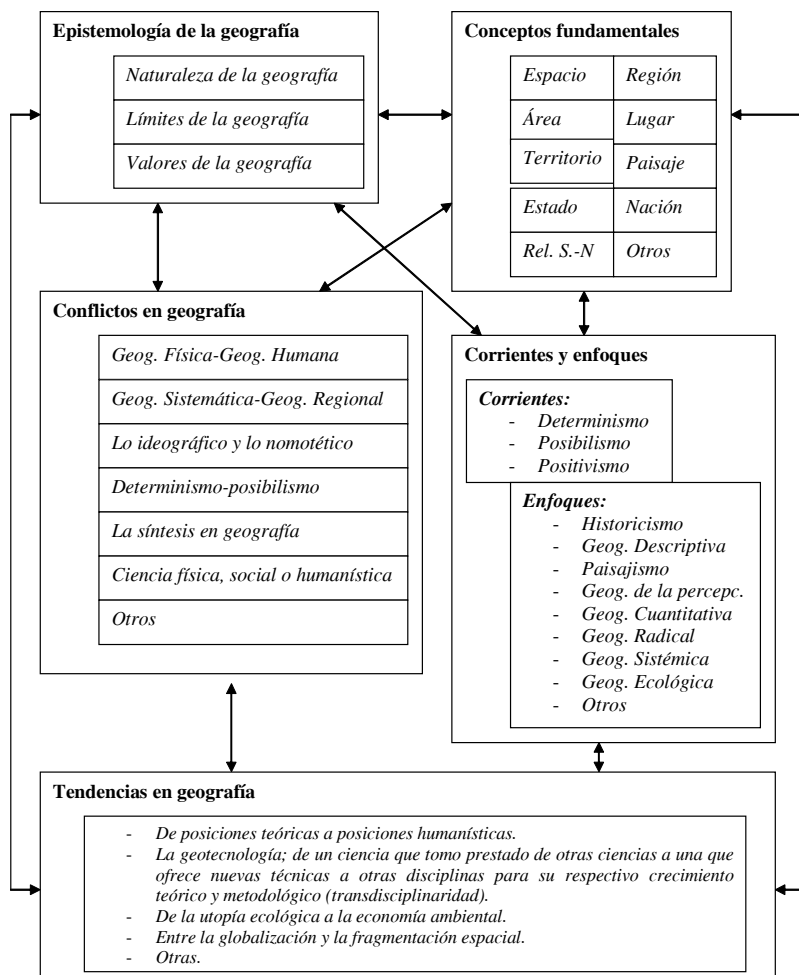 Epistemología de la geografía
Naturaleza de la geografía
Límites de la geografía
Valores de la geografía
Conceptos fundamentales
Espacio
Región
Área
Lugar
Territorio
Paisaje
Estado
Nación
Rel. S.-N
Otros
Conflictos en geografía
Geog. Física-Geog. Humana
Geog. Sistemática-Geog. Regional
Lo ideográfico y lo nomotético
Determinismo-posibilismo
La síntesis en geografía
Ciencia física, social o humanística
Otros
Corrientes y enfoques
Corrientes:
- Determinismo
- Posibilismo
- Positivismo
Enfoques:
- Historicismo
- Geog. Descriptiva
- Paisajismo
- Geog. de la percepc.
- Geog. Cuantitativa
- Geog. Radical
- Geog. Sistémica
- Geog. Ecológica
- Otros
Tendencias en geografía
- De posiciones teóricas a posiciones humanísticas.
- La geotecnología; de un ciencia que tomo prestado de otras ciencias a una que
ofrece nuevas técnicas a otras disciplinas para su respectivo crecimiento
teórico y metodológico (transdisciplinaridad).
- De la utopía ecológica a la economía ambiental.
- Entre la globalización y la fragmentación espacial.
- Otras.